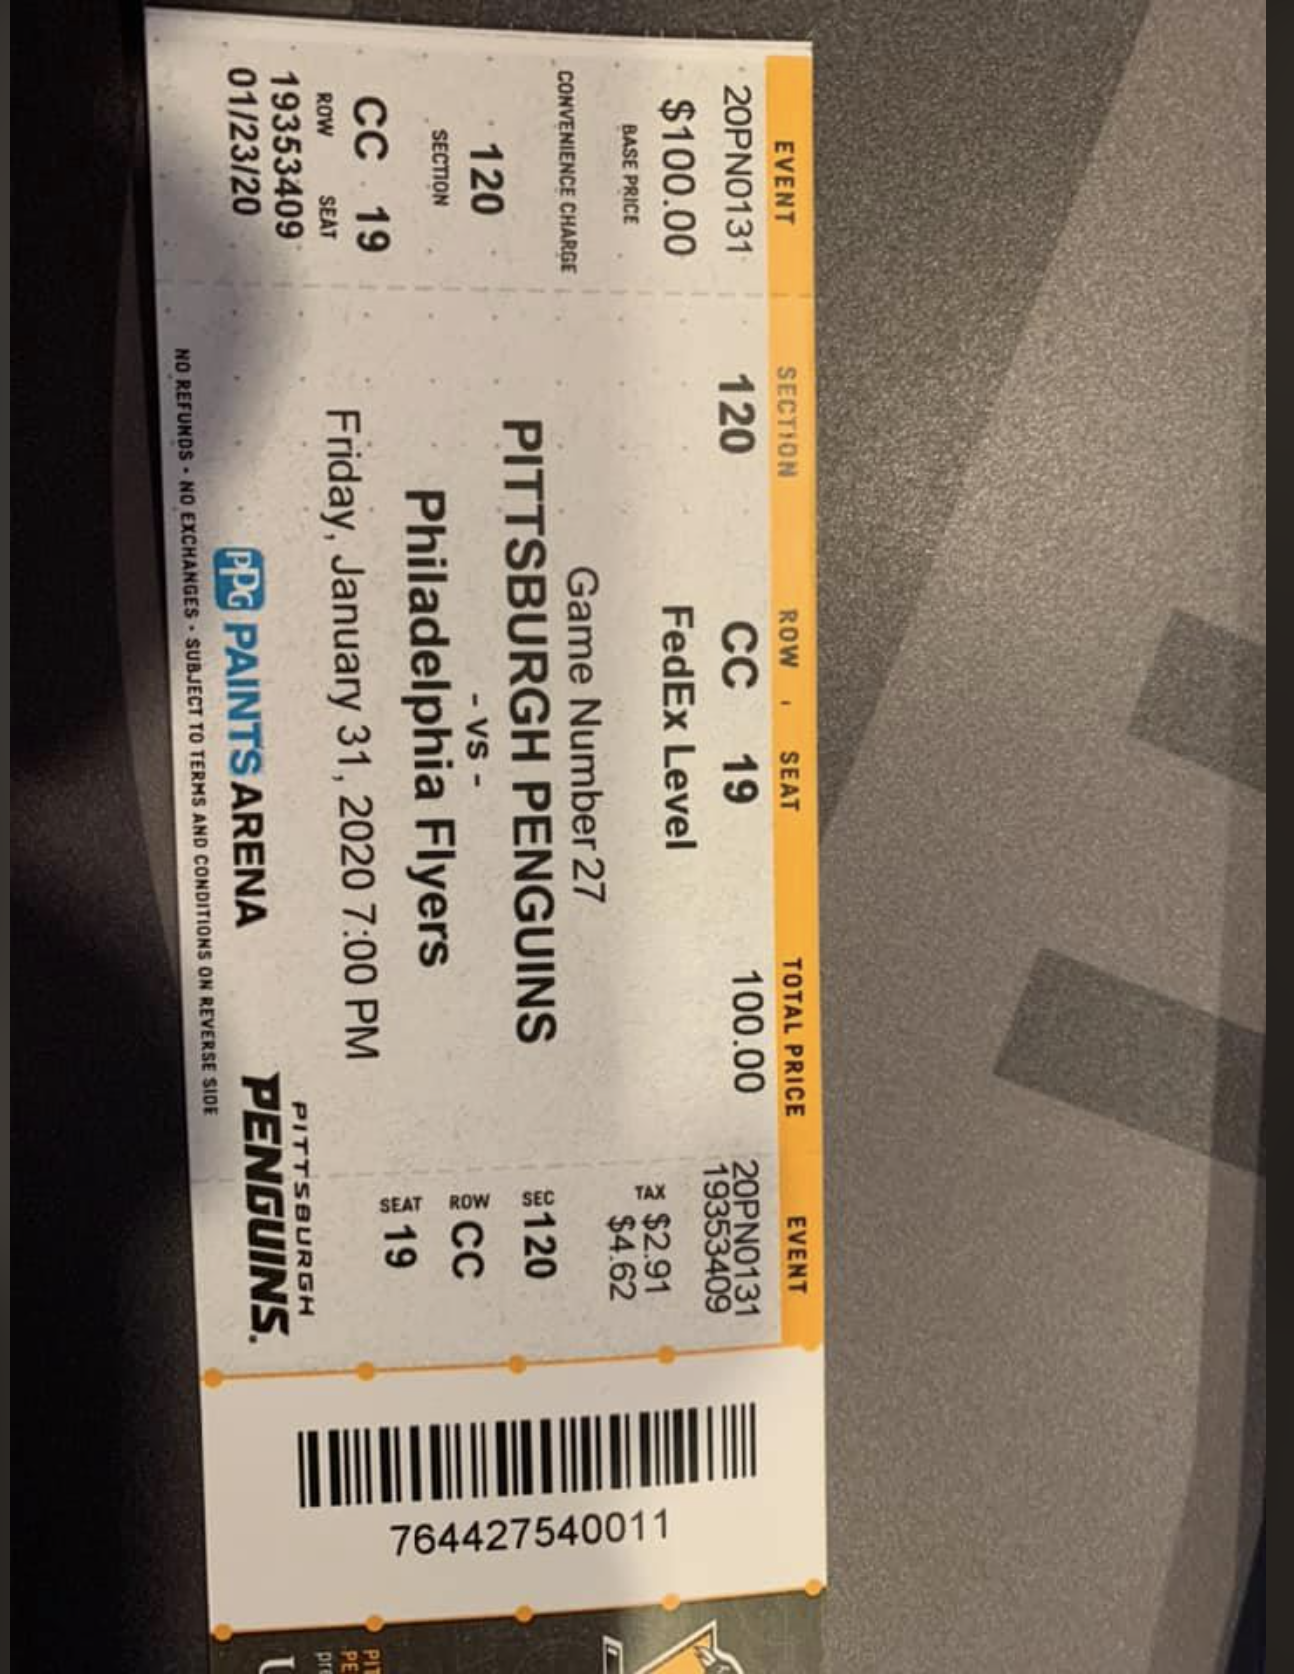 EVENT SECTION ROW SEAT TOTAL PRICE EVENT
20PN0131 120 CC 19 100.00 20PN0131
19353409
$100.00 FedEx Level
BASE PRICE
TAX $2.91
$4.62
CONVENIENCE CHARGE
Game Number 27
120
SECTION
PITTSBURGH PENGUINS
SEC 120
- vs -
ROW CC
Philadelphia Flyers
CC 19
ROW SEAT
SEAT 19
Friday, January 31, 2020 7:00 PM
19353409
01/23/20
PPG PAINTS ARENA
PITTSBURGH
PENGUINS.
NO REFUNDS • NO EXCHANGES • SUBJECT TO TERMS AND CONDITIONS ON REVERSE SIDE
764427540011